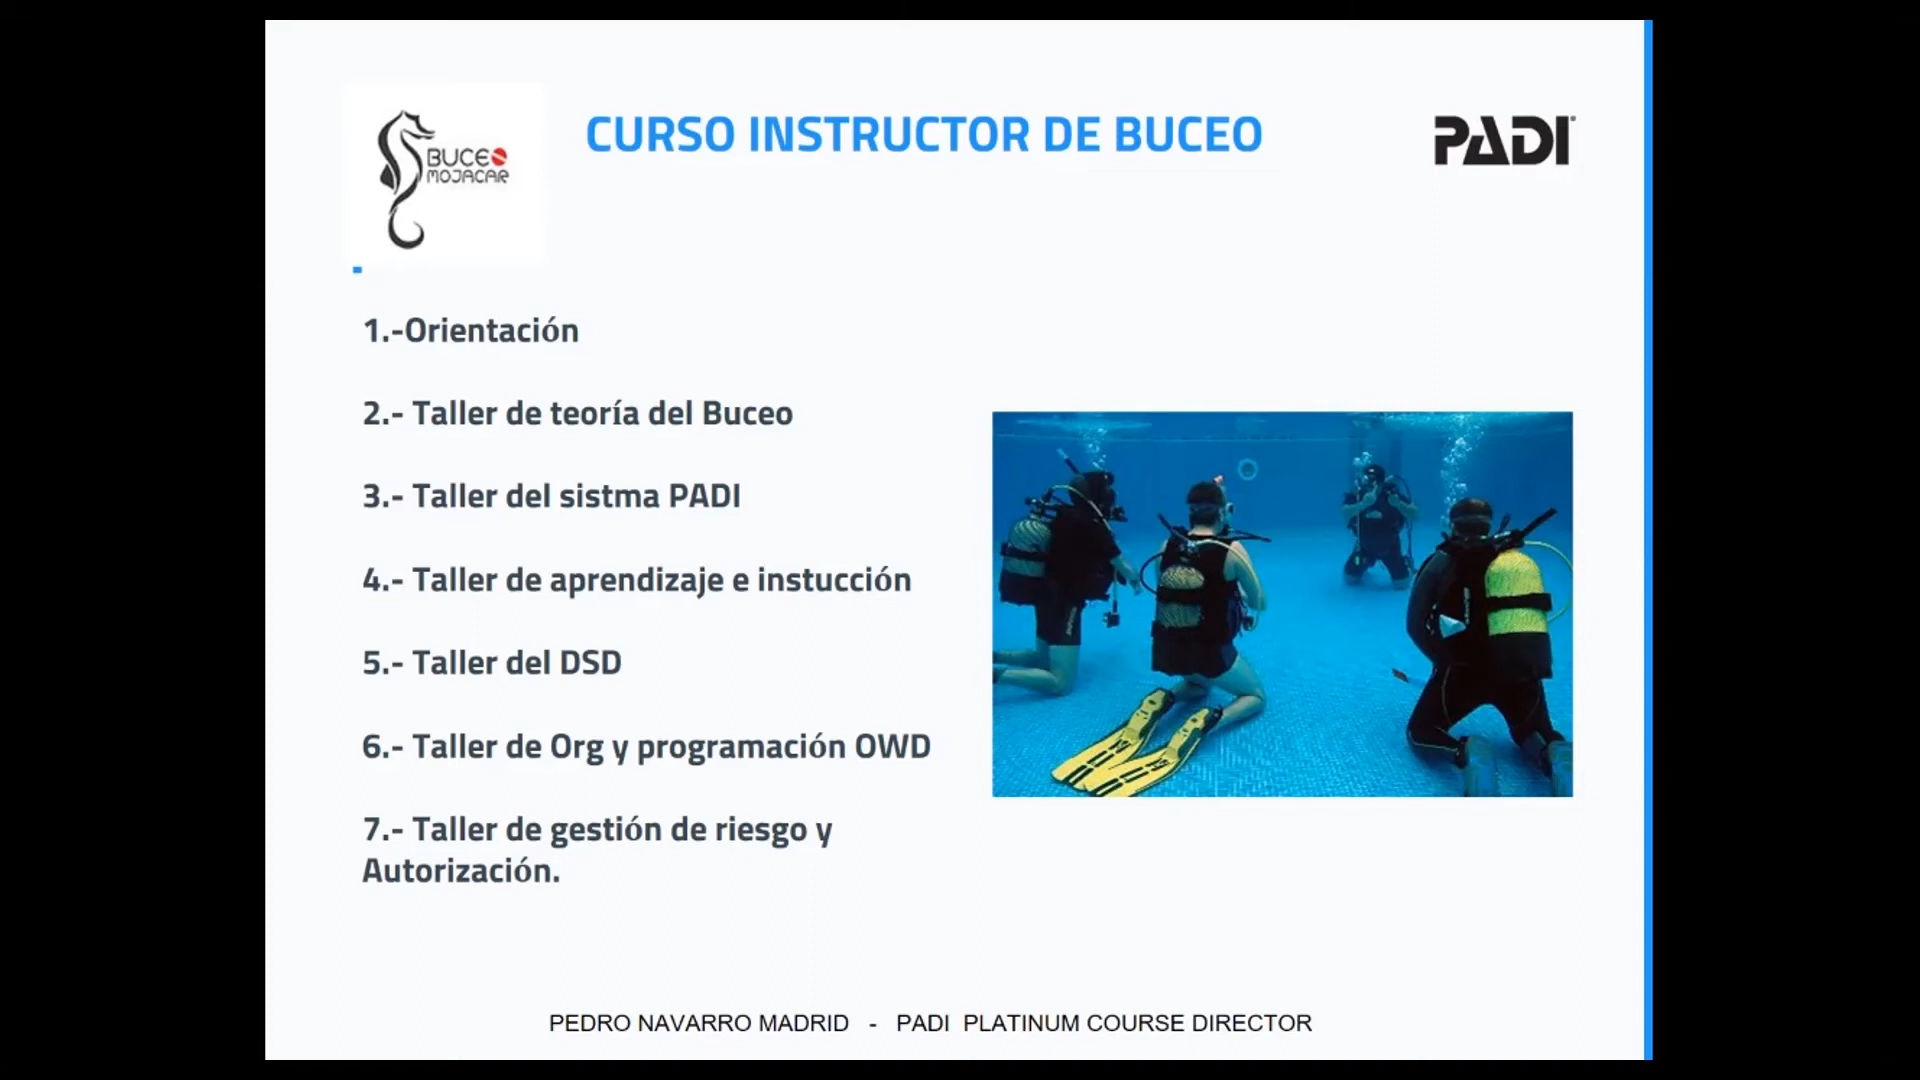 BUCEO
MOJACAR
CURSO INSTRUCTOR DE BUCEO
PADI
1.-Orientación
2.- Taller de teoría del Buceo
3.- Taller del sistma PADI
4.- Taller de aprendizaje e instucción
5.- Taller del DSD
6.- Taller de Org y programación OWD
7.- Taller de gestión de riesgo y
Autorización.
PEDRO NAVARRO MADRID - PADI PLATINUM COURSE DIRECTOR